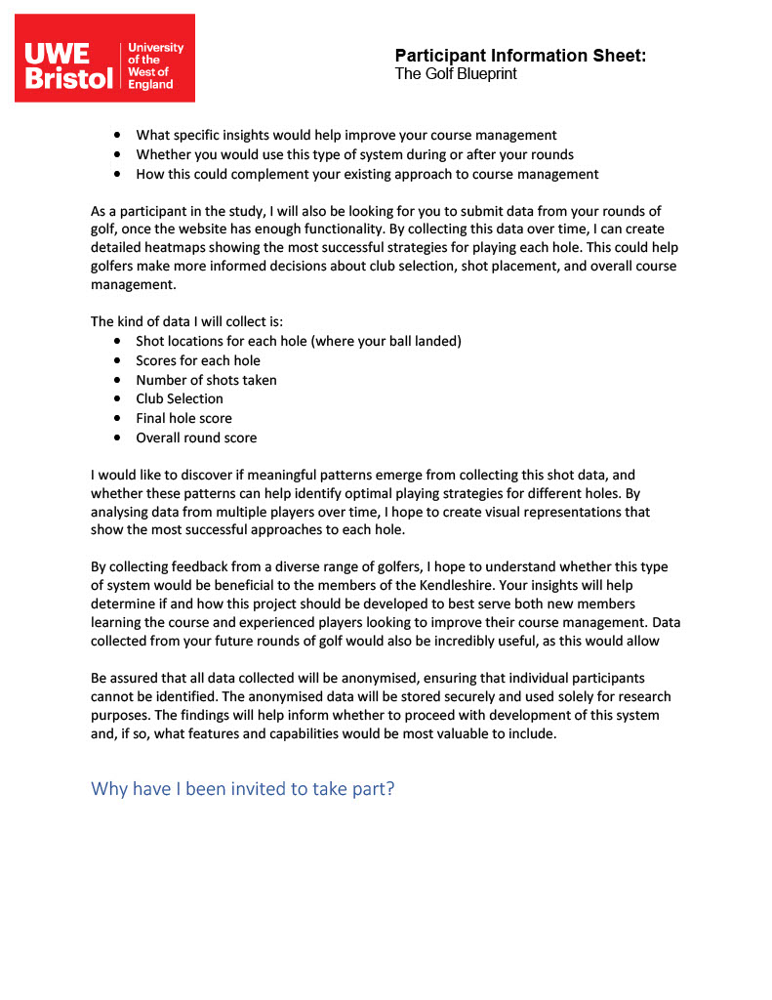 UWE
Bristol
University
of the
West of
England
Participant Information Sheet:
The Golf Blueprint
• What specific insights would help improve your course management
• Whether you would use this type of system during or after your rounds
• How this could complement your existing approach to course management
As a participant in the study, I will also be looking for you to submit data from your rounds of
golf, once the website has enough functionality. By collecting this data over time, I can create
detailed heatmaps showing the most successful strategies for playing each hole. This could help
golfers make more informed decisions about club selection, shot placement, and overall course
management.
The kind of data I will collect is:
• Shot locations for each hole (where your ball landed)
• Scores for each hole
• Number of shots taken
• Club Selection
• Final hole score
• Overall round score
I would like to discover if meaningful patterns emerge from collecting this shot data, and
whether these patterns can help identify optimal playing strategies for different holes. By
analysing data from multiple players over time, I hope to create visual representations that
show the most successful approaches to each hole.
By collecting feedback from a diverse range of golfers, I hope to understand whether this type
of system would be beneficial to the members of the Kendleshire. Your insights will help
determine if and how this project should be developed to best serve both new members
learning the course and experienced players looking to improve their course management. Data
collected from your future rounds of golf would also be incredibly useful, as this would allow
Be assured that all data collected will be anonymised, ensuring that individual participants
cannot be identified. The anonymised data will be stored securely and used solely for research
purposes. The findings will help inform whether to proceed with development of this system
and, if so, what features and capabilities would be most valuable to include.
Why have I been invited to take part?